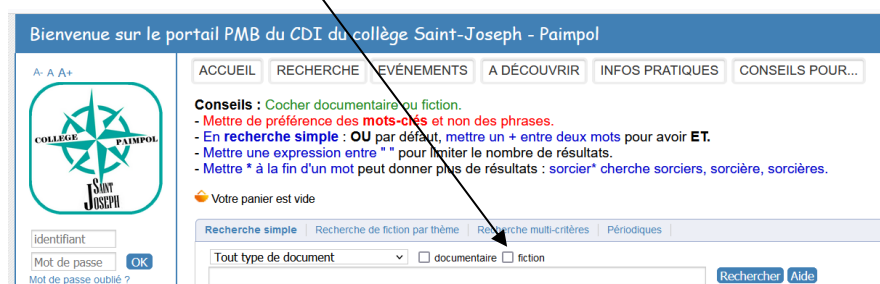 Bienvenue sur le portail PMB du CDI du collège Saint-Joseph - Paimpol
A- A A+
ACCUEIL RECHERCHE EVÉNEMENTS A DÉCOUVRIR INFOS PRATIQUES CONSEILS POUR...
COLLEGE PAIMPOL
SAINT
JOSEPH
Conseils : Cocher documentaire ou fiction.
- Mettre de préférence des mots-clés et non des phrases.
- En recherche simple : OU par défaut, mettre un + entre deux mots pour avoir ET.
- Mettre une expression entre " " pour limiter le nombre de résultats.
- Mettre * à la fin d'un mot peut donner plus de résultats : sorcier* cherche sorciers, sorcière, sorcières.
Votre panier est vide
identifiant
Mot de passe OK
Mot de passe oublié ?
Recherche simple Recherche de fiction par thème Recherche multi-critères Périodiques
Tout type de document documentaire fiction
Rechercher Aide